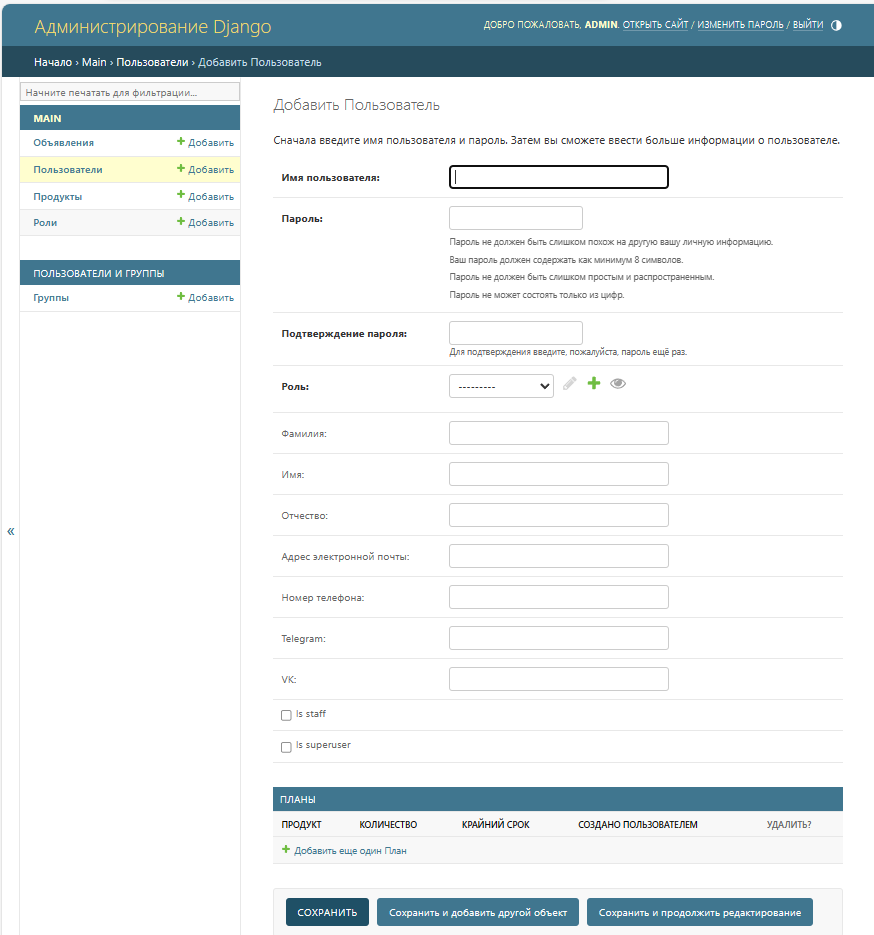 Администрирование Django
ДОБРО ПОЖАЛОВАТЬ, ADMIN. ОТКРЫТЬ САЙТ / ИЗМЕНИТЬ ПАРОЛЬ / ВЫЙТИ
Начало › Main › Пользователи › Добавить Пользователь
Начните печатать для фильтрации...
MAIN
Объявления + Добавить
Пользователи + Добавить
Продукты + Добавить
Роли + Добавить
ПОЛЬЗОВАТЕЛИ И ГРУППЫ
Группы + Добавить
«
Добавить Пользователь
Сначала введите имя пользователя и пароль. Затем вы сможете ввести больше информации о пользователе.
Имя пользователя:
Пароль:
Пароль не должен быть слишком похож на другую вашу личную информацию.
Ваш пароль должен содержать как минимум 8 символов.
Пароль не должен быть слишком простым и распространенным.
Пароль не может состоять только из цифр.
Подтверждение пароля:
Для подтверждения введите, пожалуйста, пароль ещё раз.
Роль: ---------
Фамилия:
Имя:
Отчество:
Адрес электронной почты:
Номер телефона:
Telegram:
VK:
Is staff
Is superuser
ПЛАНЫ
ПРОДУКТ КОЛИЧЕСТВО КРАЙНИЙ СРОК СОЗДАНО ПОЛЬЗОВАТЕЛЕМ УДАЛИТЬ?
+ Добавить еще один План
СОХРАНИТЬ Сохранить и добавить другой объект Сохранить и продолжить редактирование